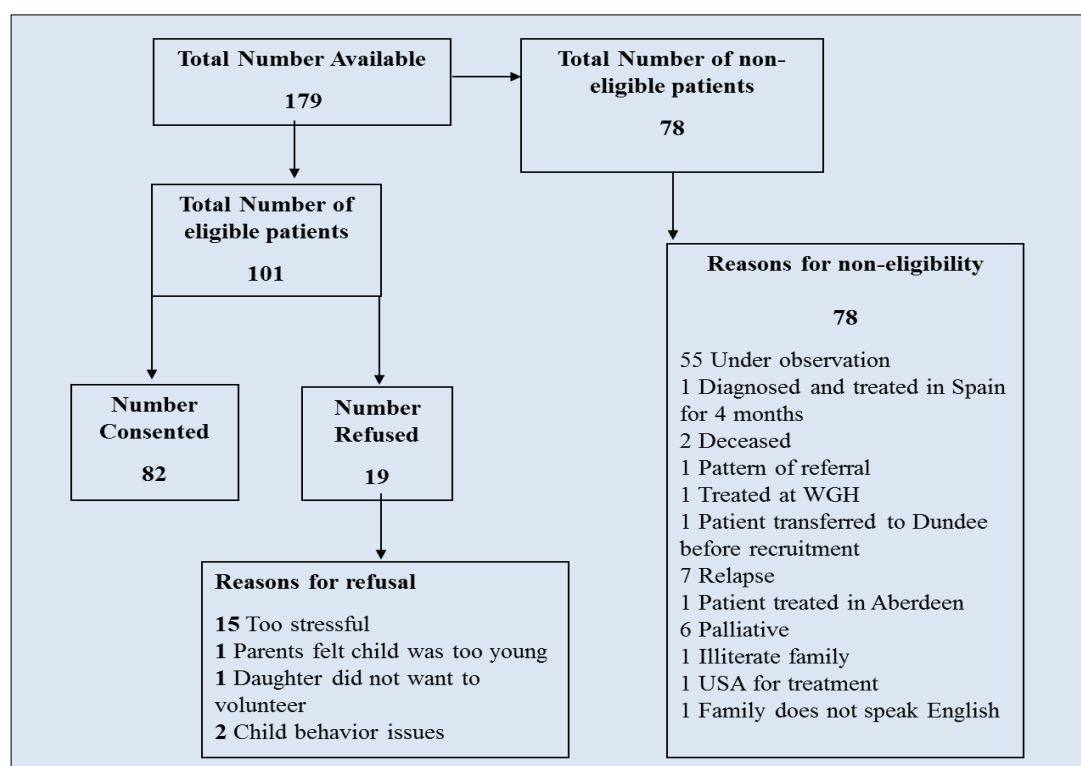 Total Number Available
179
Total Number of non-
eligible patients
78
Total Number of
eligible patients
101
Number
Consented
82
Number
Refused
19
Reasons for refusal
15 Too stressful
1 Parents felt child was too young
1 Daughter did not want to
volunteer
2 Child behavior issues
Reasons for non-eligibility
78
55 Under observation
1 Diagnosed and treated in Spain
for 4 months
2 Deceased
1 Pattern of referral
1 Treated at WGH
1 Patient transferred to Dundee
before recruitment
7 Relapse
1 Patient treated in Aberdeen
6 Palliative
1 Illiterate family
1 USA for treatment
1 Family does not speak English